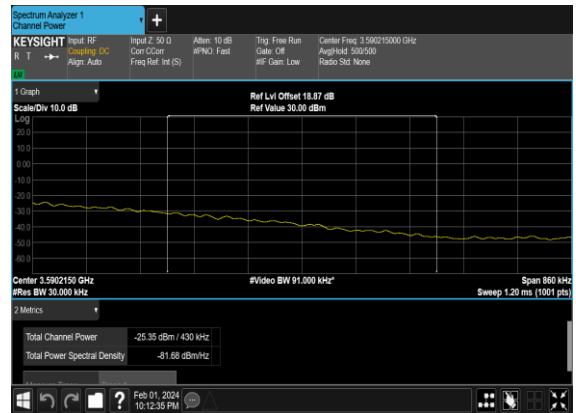 Spectrum Analyzer 1
Channel Power
+
KEYSIGHT Input: RF Input Z: 50 Ω Atten: 10 dB Trig: Free Run Center Freq: 3.590215000 GHz
R T Coupling: DC Corr CCorr #PNO: Fast Gate: Off Avg|Hold: 500/500
Align: Auto Freq Ref: Int (S) #IF Gain: Low Radio Std: None
LXI
1 Graph Ref Lvl Offset 18.87 dB
Scale/Div 10.0 dB Ref Value 30.00 dBm
Log
20.0
10.0
0.00
-10.0
-20.0
-30.0
-40.0
-50.0
-60.0
Center 3.5902150 GHz #Video BW 91.000 kHz* Span 860 kHz
#Res BW 30.000 kHz Sweep 1.20 ms (1001 pts)
2 Metrics
Total Channel Power -25.35 dBm / 430 kHz
Total Power Spectral Density -81.68 dBm/Hz
? Feb 01, 2024
10:12:35 PM